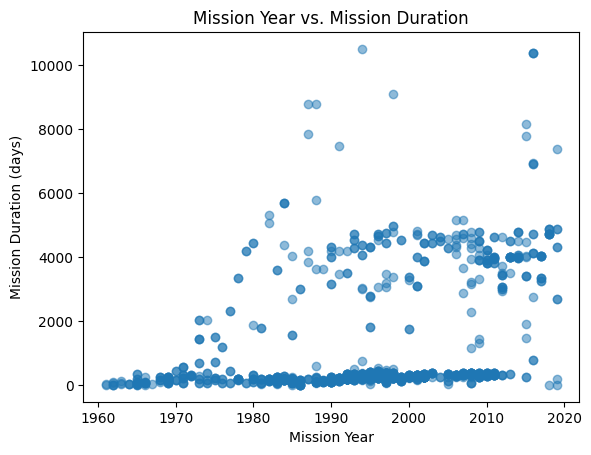 Mission Year vs. Mission Duration
10000
8000
6000
4000
2000
0
Mission Duration (days)
1960 1970 1980 1990 2000 2010 2020
Mission Year